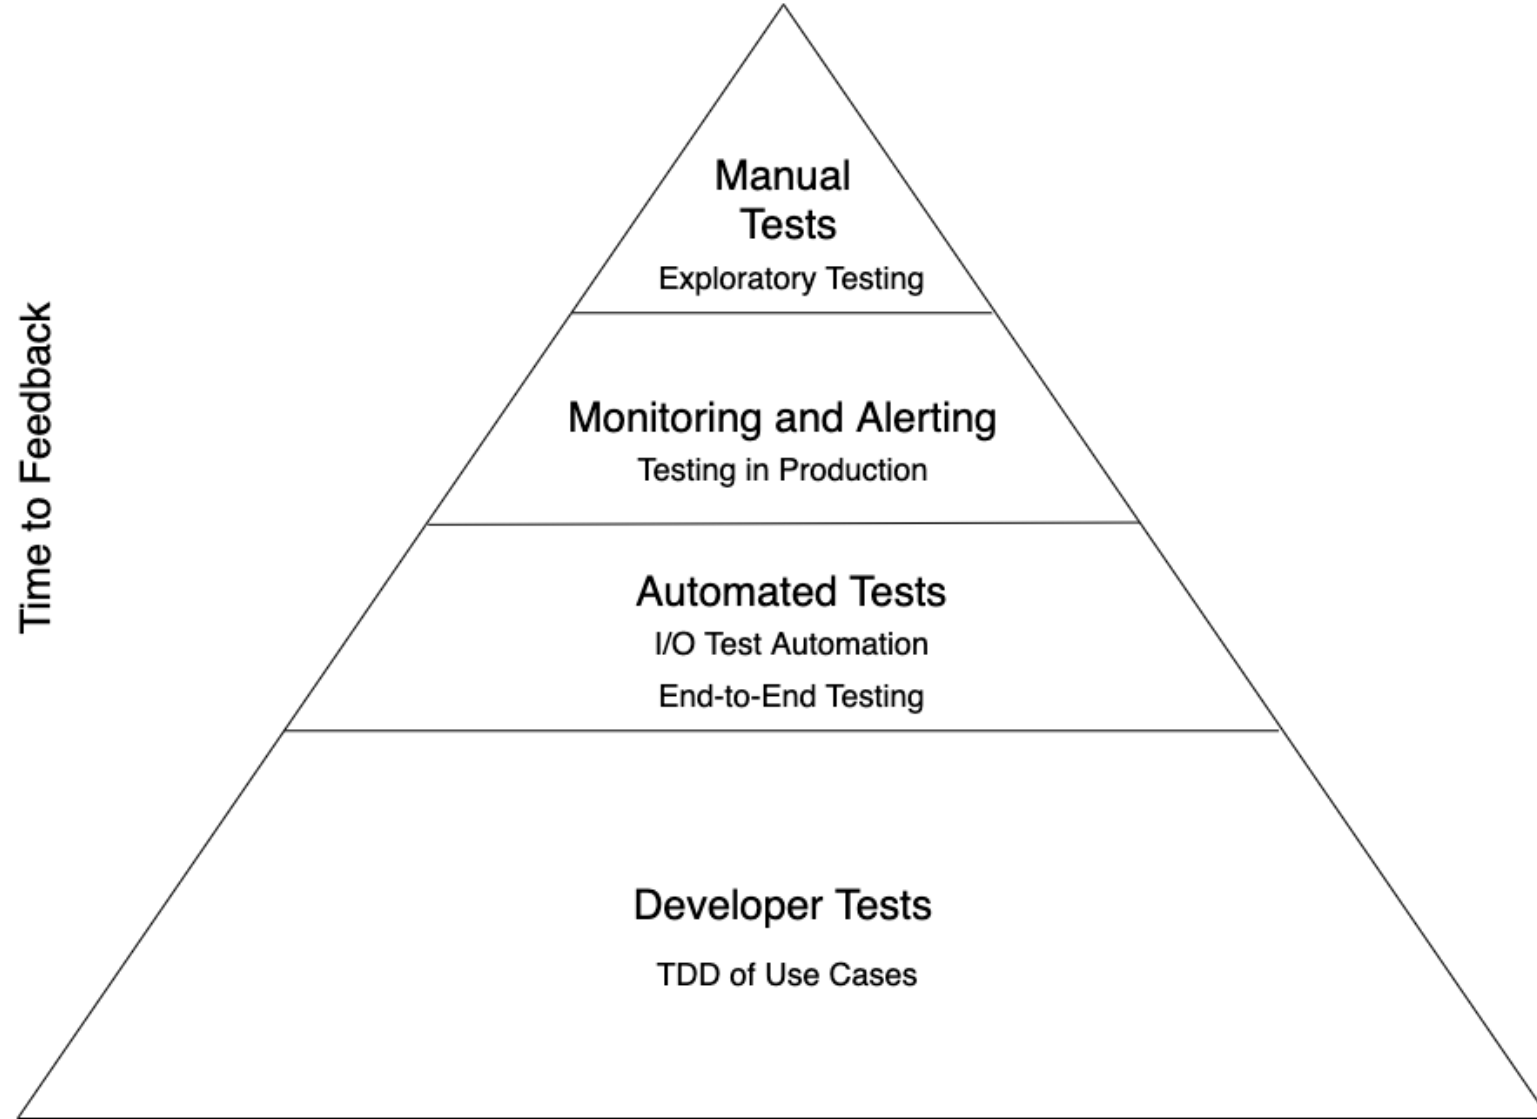 Time to Feedback
Manual
Tests
Exploratory Testing
Monitoring and Alerting
Testing in Production
Automated Tests
I/O Test Automation
End-to-End Testing
Developer Tests
TDD of Use Cases